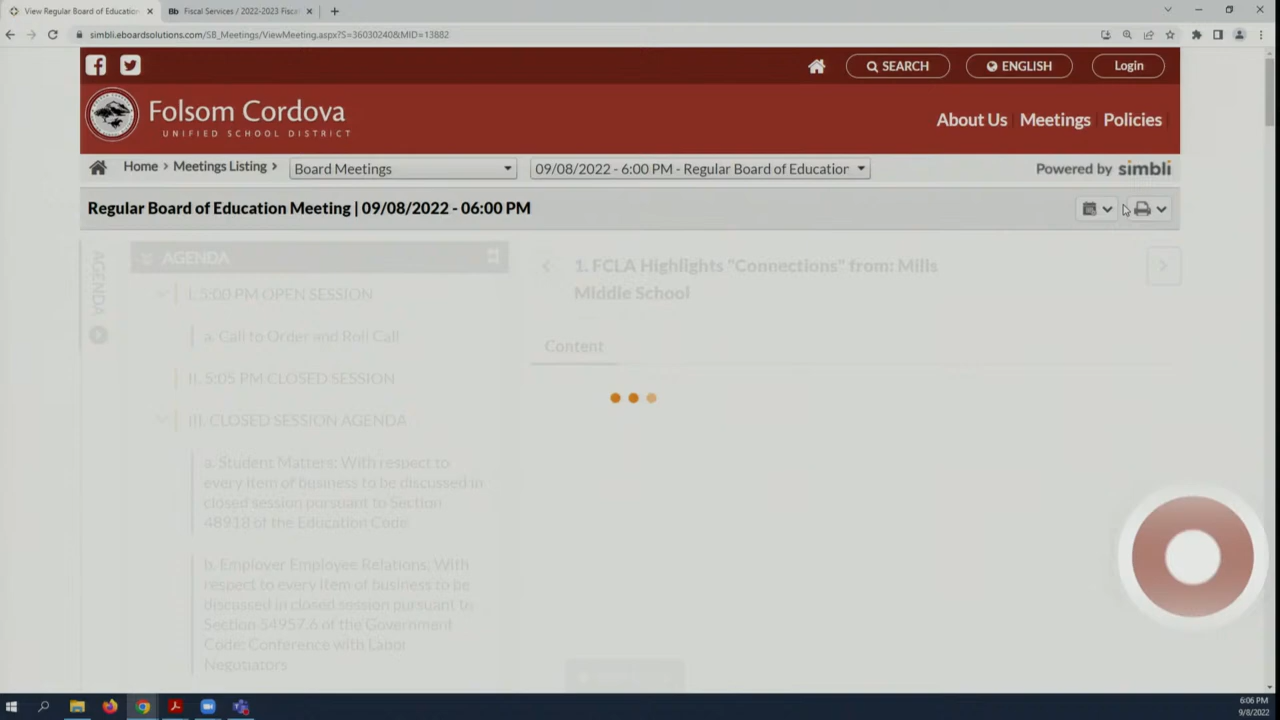 View Regular Board of Education
Bb Fiscal Services / 2022-2023 Fiscal
simbli.eboardsolutions.com/SB_Meetings/ViewMeeting.aspx?S=36030240&MID=13882
SEARCH
ENGLISH
Login
Folsom Cordova
UNIFIED SCHOOL DISTRICT
About Us Meetings Policies
Home > Meetings Listing >
Board Meetings
09/08/2022 - 6:00 PM - Regular Board of Education
Powered by simbli
Regular Board of Education Meeting | 09/08/2022 - 06:00 PM
AGENDA
AGENDA
I. 5:00 PM OPEN SESSION
a. Call to Order and Roll Call
II. 5:05 PM CLOSED SESSION
III. CLOSED SESSION AGENDA
a. Student Matters: With respect to
every item of business to be discussed in
closed session pursuant to Section
48918 of the Education Code
b. Employer Employee Relations: With
respect to every item of business to be
discussed in closed session pursuant to
Section 54957.6 of the Government
Code: Conference with Labor
Negotiators
1. FCLA Highlights "Connections" from: Mills
Middle School
Content
6:06 PM
9/8/2022